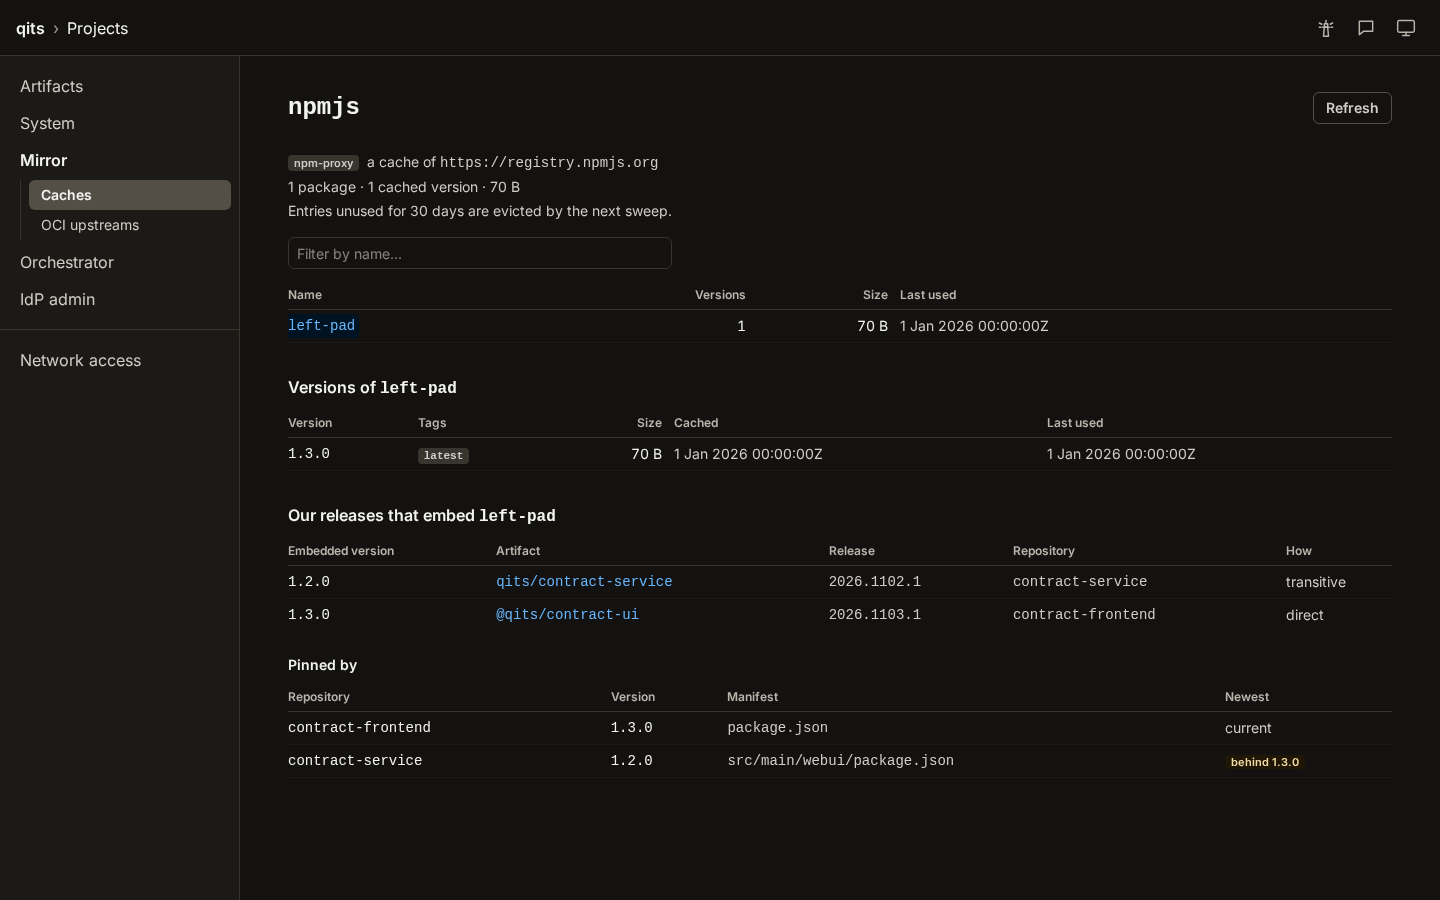 qits › Projects
Artifacts
System
Mirror
Caches
OCI upstreams
Orchestrator
IdP admin
Network access
npmjs
Refresh
npm-proxy a cache of https://registry.npmjs.org
1 package · 1 cached version · 70 B
Entries unused for 30 days are evicted by the next sweep.
Filter by name...
Name Versions Size Last used
left-pad 1 70 B 1 Jan 2026 00:00:00Z
Versions of left-pad
Version Tags Size Cached Last used
1.3.0 latest 70 B 1 Jan 2026 00:00:00Z 1 Jan 2026 00:00:00Z
Our releases that embed left-pad
Embedded version Artifact Release Repository How
1.2.0 qits/contract-service 2026.1102.1 contract-service transitive
1.3.0 @qits/contract-ui 2026.1103.1 contract-frontend direct
Pinned by
Repository Version Manifest Newest
contract-frontend 1.3.0 package.json current
contract-service 1.2.0 src/main/webui/package.json behind 1.3.0